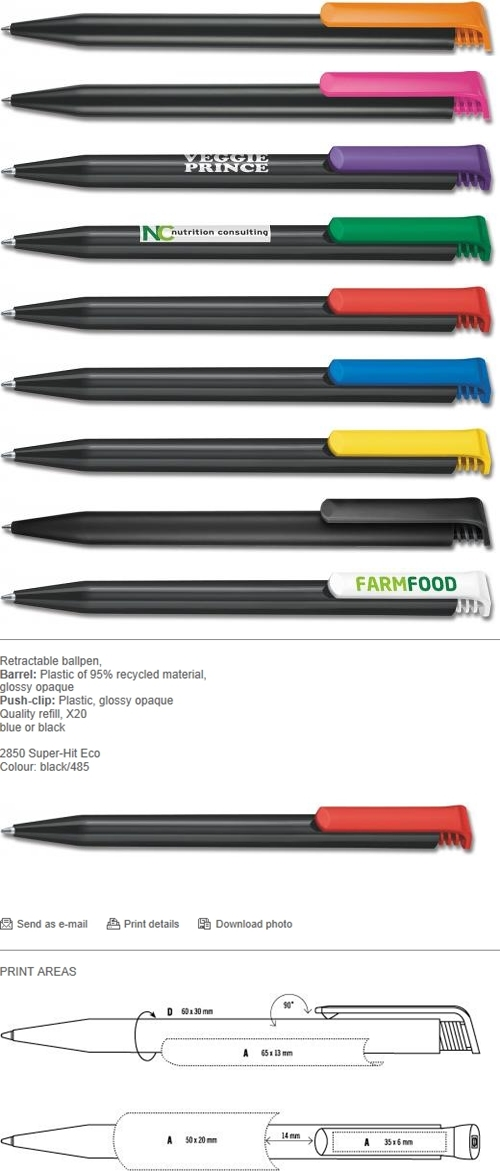 VEGGIE
PRINCE
NC nutrition consulting
FARMFOOD
Retractable ballpen,
Barrel: Plastic of 95% recycled material,
glossy opaque
Push-clip: Plastic, glossy opaque
Quality refill, X20
blue or black
2850 Super-Hit Eco
Colour: black/485
Send as e-mail Print details Download photo
PRINT AREAS
D 60 x 30 mm 90°
A 65 x 13 mm
A 50 x 20 mm 14 mm A 35 x 6 mm